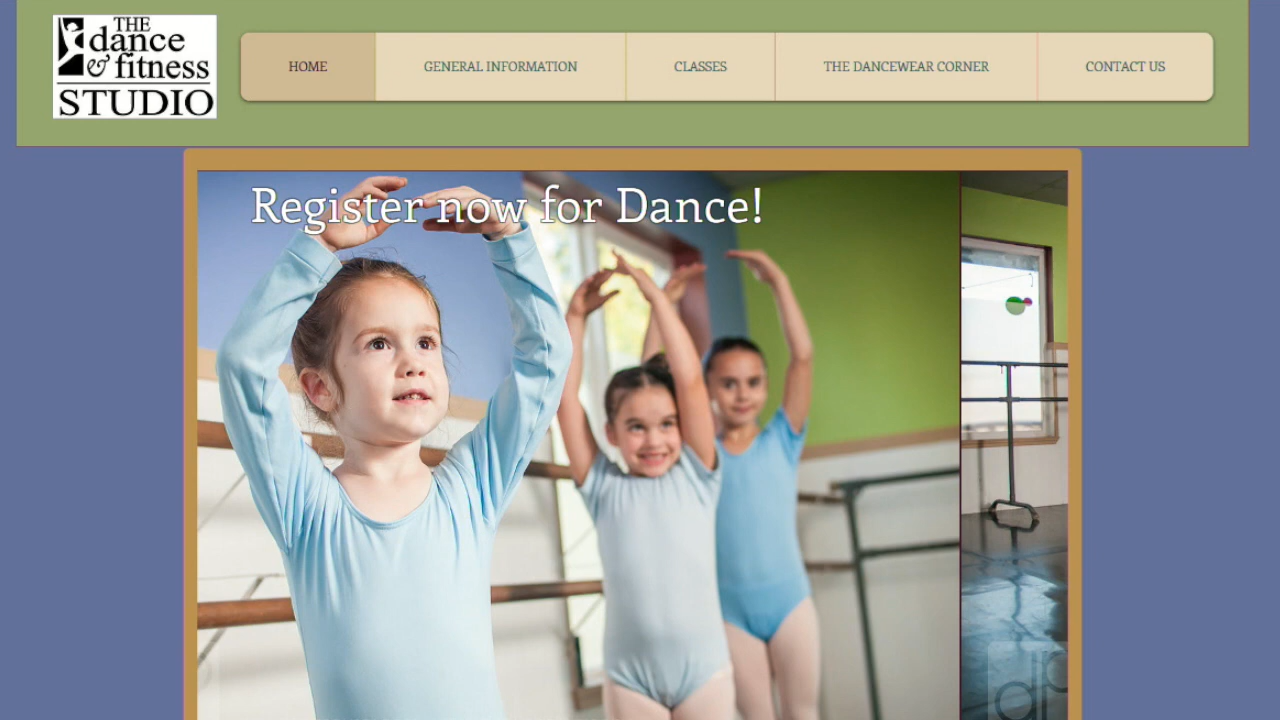 THE
dance
& fitness
STUDIO
HOME GENERAL INFORMATION CLASSES THE DANCEWEAR CORNER CONTACT US
Register now for Dance!